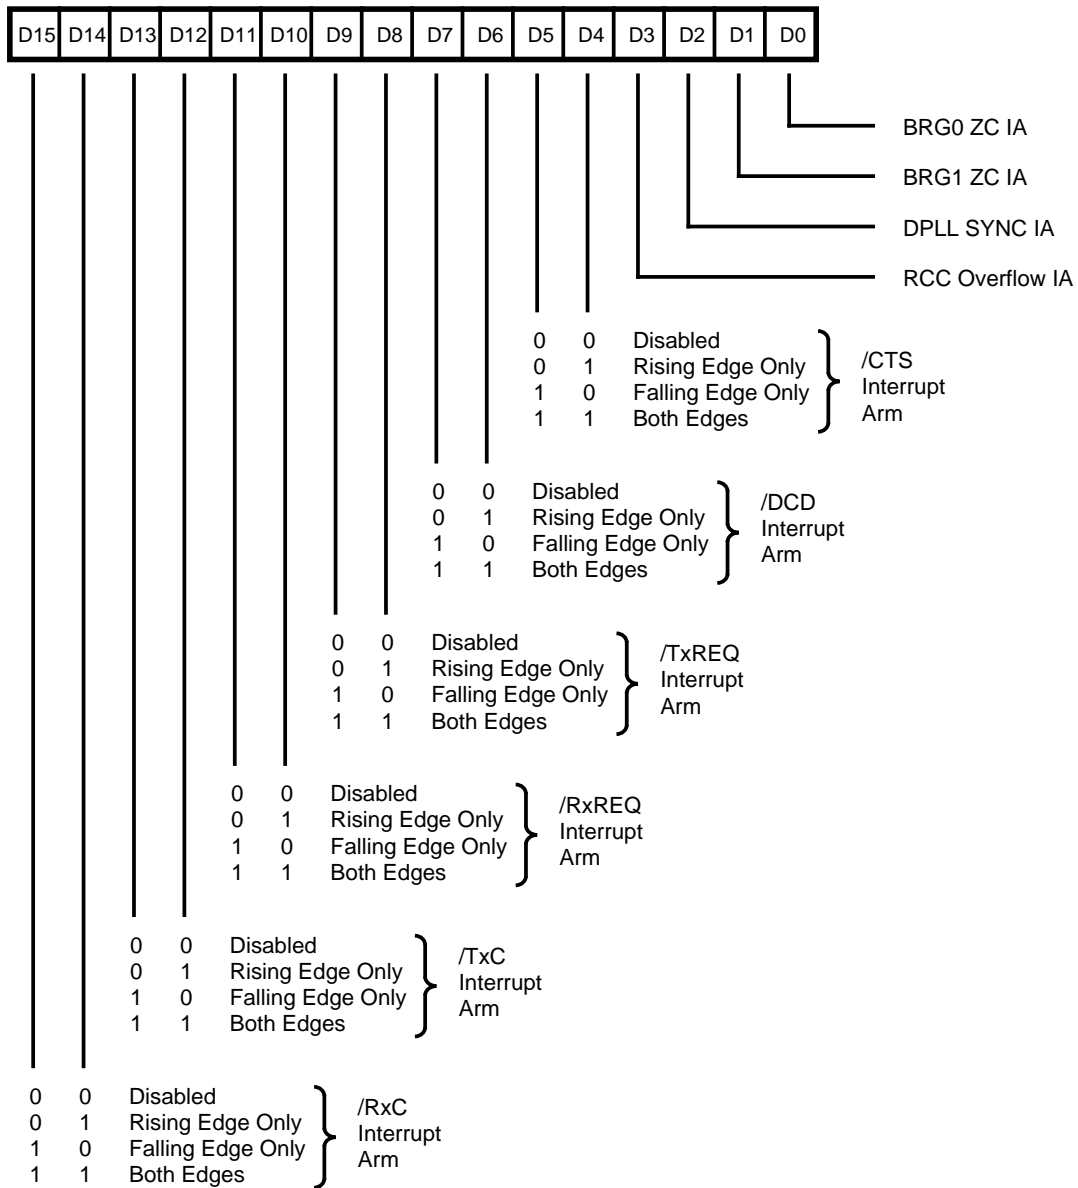 D15 D14 D13 D12 D11 D10 D9 D8 D7 D6 D5 D4 D3 D2 D1 D0
BRG0 ZC IA
BRG1 ZC IA
DPLL SYNC IA
RCC Overflow IA
0 0 Disabled
0 1 Rising Edge Only
1 0 Falling Edge Only
1 1 Both Edges
/CTS
Interrupt
Arm
0 0 Disabled
0 1 Rising Edge Only
1 0 Falling Edge Only
1 1 Both Edges
/DCD
Interrupt
Arm
0 0 Disabled
0 1 Rising Edge Only
1 0 Falling Edge Only
1 1 Both Edges
/TxREQ
Interrupt
Arm
0 0 Disabled
0 1 Rising Edge Only
1 0 Falling Edge Only
1 1 Both Edges
/RxREQ
Interrupt
Arm
0 0 Disabled
0 1 Rising Edge Only
1 0 Falling Edge Only
1 1 Both Edges
/TxC
Interrupt
Arm
0 0 Disabled
0 1 Rising Edge Only
1 0 Falling Edge Only
1 1 Both Edges
/RxC
Interrupt
Arm